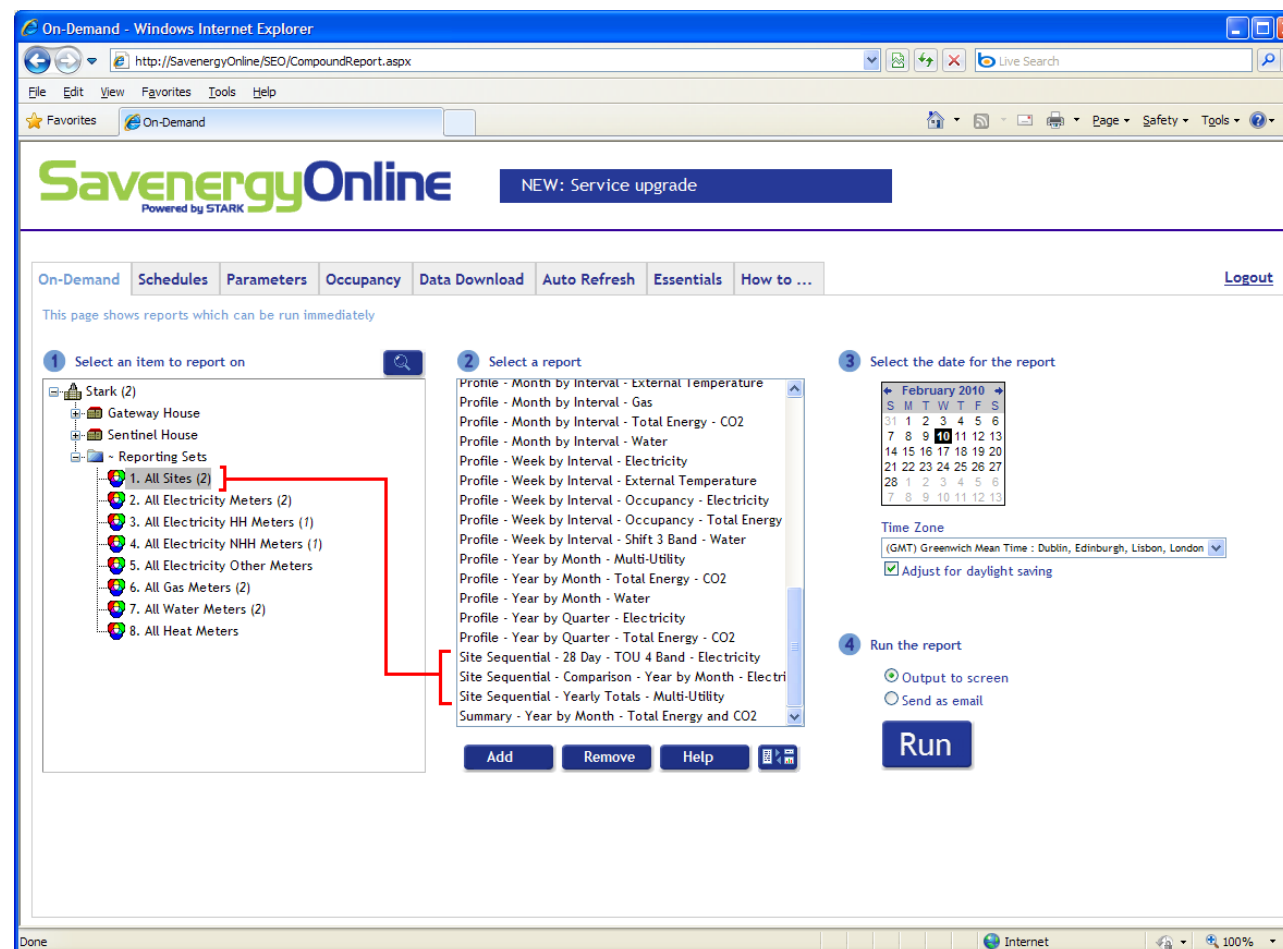 On-Demand - Windows Internet Explorer
http://SavenergyOnline/SEO/CompoundReport.aspx
Live Search
File Edit View Favorites Tools Help
Favorites On-Demand Page Safety Tools
SavenergyOnline
Powered by STARK
NEW: Service upgrade
On-Demand Schedules Parameters Occupancy Data Download Auto Refresh Essentials How to ... Logout
This page shows reports which can be run immediately
1 Select an item to report on
Stark (2)
Gateway House
Sentinel House
~ Reporting Sets
1. All Sites (2)
2. All Electricity Meters (2)
3. All Electricity HH Meters (1)
4. All Electricity NHH Meters (1)
5. All Electricity Other Meters
6. All Gas Meters (2)
7. All Water Meters (2)
8. All Heat Meters
2 Select a report
Profile - Month by Interval - External Temperature
Profile - Month by Interval - Gas
Profile - Month by Interval - Total Energy - CO2
Profile - Month by Interval - Water
Profile - Week by Interval - Electricity
Profile - Week by Interval - External Temperature
Profile - Week by Interval - Occupancy - Electricity
Profile - Week by Interval - Occupancy - Total Energy
Profile - Week by Interval - Shift 3 Band - Water
Profile - Year by Month - Multi-Utility
Profile - Year by Month - Total Energy - CO2
Profile - Year by Month - Water
Profile - Year by Quarter - Electricity
Profile - Year by Quarter - Total Energy - CO2
Site Sequential - 28 Day - TOU 4 Band - Electricity
Site Sequential - Comparison - Year by Month - Electri
Site Sequential - Yearly Totals - Multi-Utility
Summary - Year by Month - Total Energy and CO2
Add Remove Help
3 Select the date for the report
February 2010
S M T W T F S
31 1 2 3 4 5 6
7 8 9 10 11 12 13
14 15 16 17 18 19 20
21 22 23 24 25 26 27
28 1 2 3 4 5 6
7 8 9 10 11 12 13
Time Zone
(GMT) Greenwich Mean Time : Dublin, Edinburgh, Lisbon, London
Adjust for daylight saving
4 Run the report
Output to screen
Send as email
Run
Done Internet 100%